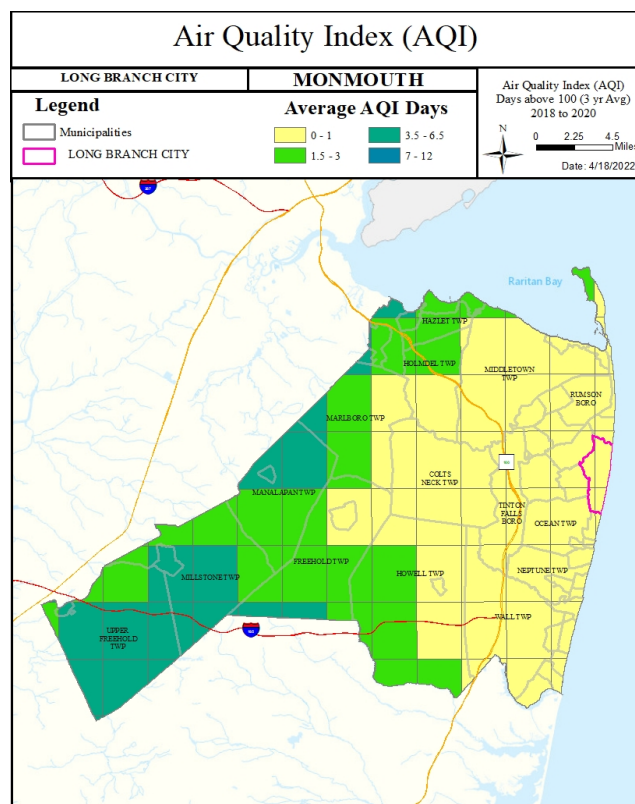 Air Quality Index (AQI)
LONG BRANCH CITY
MONMOUTH
Legend
Municipalities
LONG BRANCH CITY
Average AQI Days
0 - 1
3.5 - 6.5
1.5 - 3
7 - 12
Air Quality Index (AQI)
Days above 100 (3 yr Avg)
2018 to 2020
N
0 2.25 4.5
Miles
Date: 4/18/2022
Raritan Bay
HAZLET TWP
HOLMDEL TWP
MIDDLETOWN
TWP
RUMSON
BORO
MARLBORO TWP
COLTS
NECK TWP
MANALAPAN TWP
TINTON
FALLS
BORO
OCEAN TWP
FREEHOLD TWP
MILLSTONE TWP
HOWELL TWP
NEPTUNE TWP
WALL TWP
UPPER
FREEHOLD
TWP